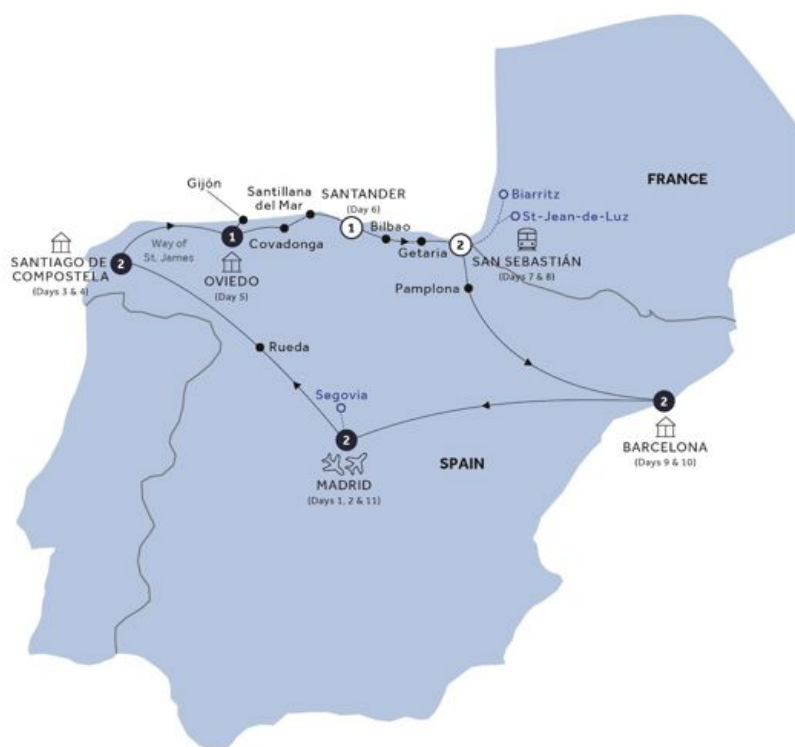 FRANCE
Biarritz
St-Jean-de-Luz
Gijón
Santillana
del Mar
SANTANDER
(Day 6)
1
Bilbao
Getaria
2
SAN SEBASTIÁN
(Days 7 & 8)
Way of
St. James
1
Covadonga
OVIEDO
(Day 5)
SANTIAGO DE
COMPOSTELA
(Days 3 & 4)
2
Pamplona
Rueda
Segovia
2
MADRID
(Days 1, 2 & 11)
SPAIN
2
BARCELONA
(Days 9 & 10)